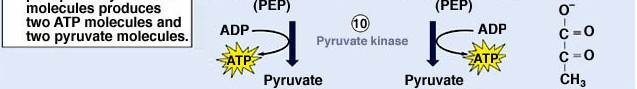 molecules produces
two ATP molecules and
two pyruvate molecules.
(PEP)
(PEP)
ADP
10
Pyruvate kinase
ADP
ATP
ATP
Pyruvate
Pyruvate
O⁻
C=O
C=O
CH₃